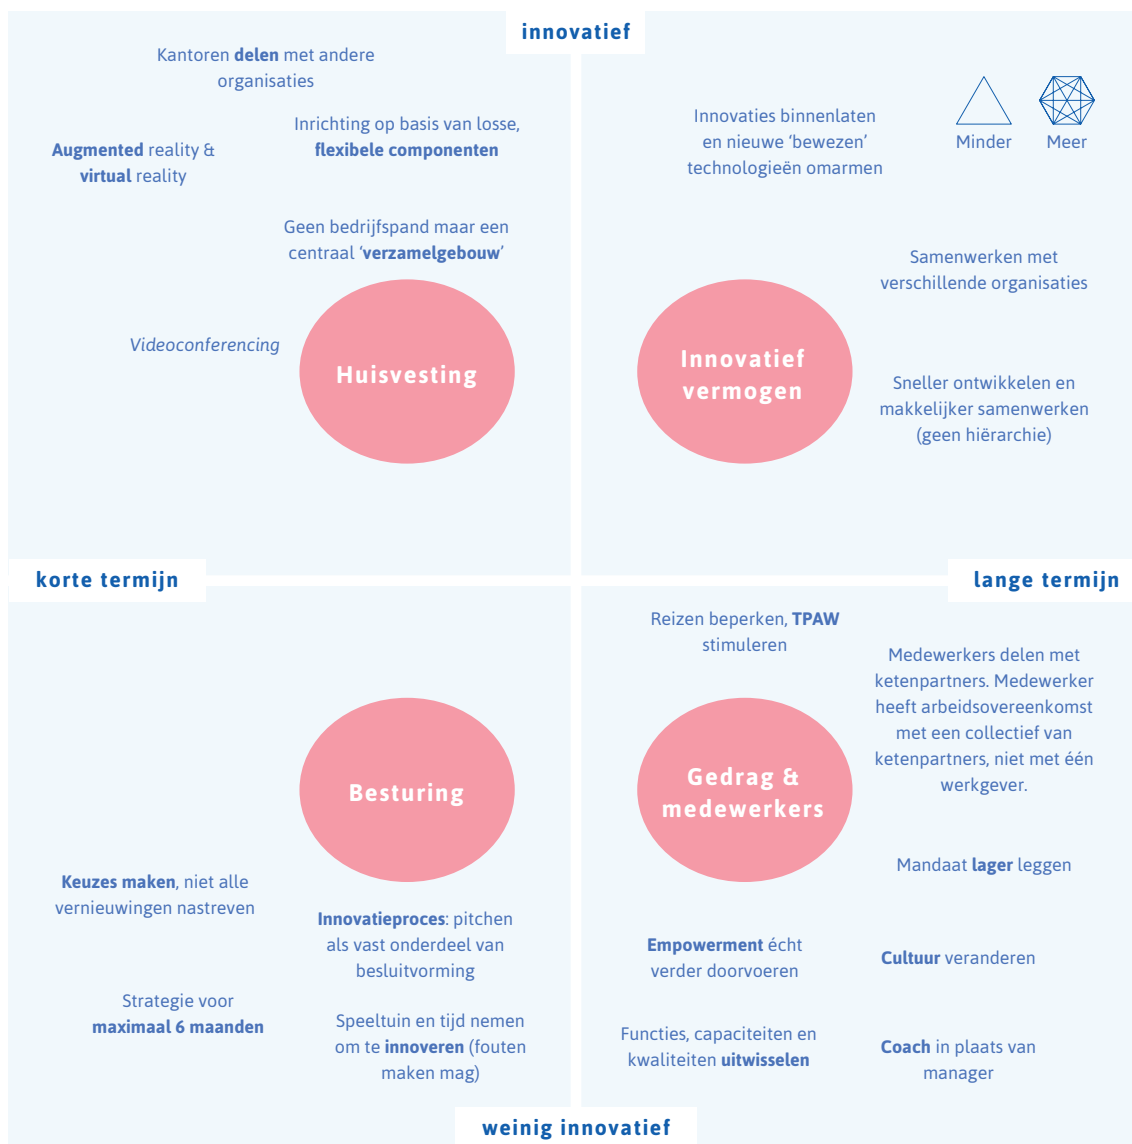 innovatief
Kantoren delen met andere
organisaties
Inrichting op basis van losse,
flexibele componenten
Augmented reality &
virtual reality
Geen bedrijfspand maar een
centraal ‘verzamelgebouw’
Videoconferencing
Huisvesting
Innovaties binnenlaten
en nieuwe ‘bewezen’
technologieën omarmen
Minder
Meer
Samenwerken met
verschillende organisaties
Innovatief
vermogen
Sneller ontwikkelen en
makkelijker samenwerken
(geen hiërarchie)
korte termijn
lange termijn
Besturing
Keuzes maken, niet alle
vernieuwingen nastreven
Innovatieproces: pitchen
als vast onderdeel van
besluitvorming
Strategie voor
maximaal 6 maanden
Speeltuin en tijd nemen
om te innoveren (fouten
maken mag)
Reizen beperken, TPAW
stimuleren
Medewerkers delen met
ketenpartners. Medewerker
heeft arbeidsovereenkomst
met een collectief van
ketenpartners, niet met één
werkgever.
Gedrag &
medewerkers
Mandaat lager leggen
Empowerment écht
verder doorvoeren
Cultuur veranderen
Functies, capaciteiten en
kwaliteiten uitwisselen
Coach in plaats van
manager
weinig innovatief